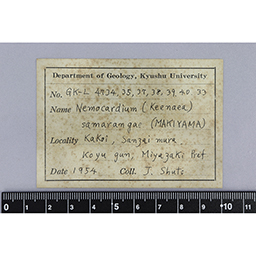 Department of Geology, Kyushu University
No. GK-L 4934, 35, 37, 38, 39, 40, 33
Name Nemocardium (Keenaea)
samarangae (MAKIYAMA)
Locality Kakoi, Sanzai mura
Koyu gun, Miyazaki Pref
Date 1954 Coll. J. Shuto
0 1 2 3 4 5 6 7 8 9 10 11